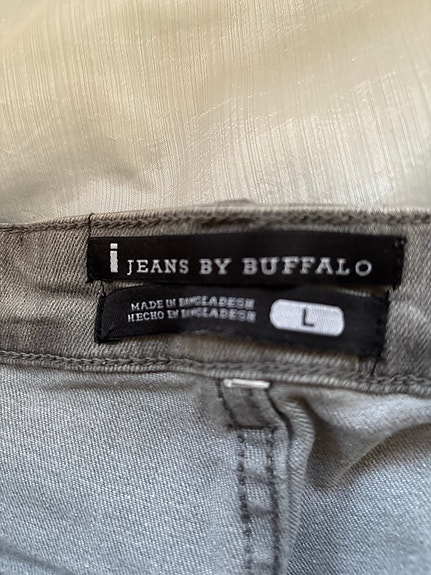 i JEANS BY BUFFALO
MADE IN BANGLADESH
HECHO EN BANGLADESH
L